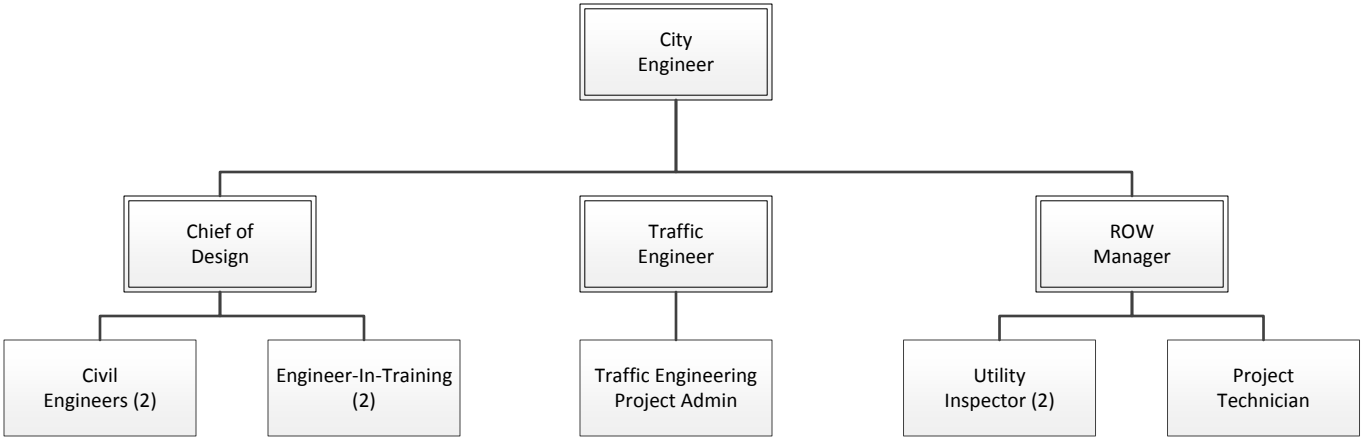 City
Engineer
Chief of
Design
Traffic
Engineer
ROW
Manager
Civil
Engineers (2)
Engineer-In-Training
(2)
Traffic Engineering
Project Admin
Utility
Inspector (2)
Project
Technician